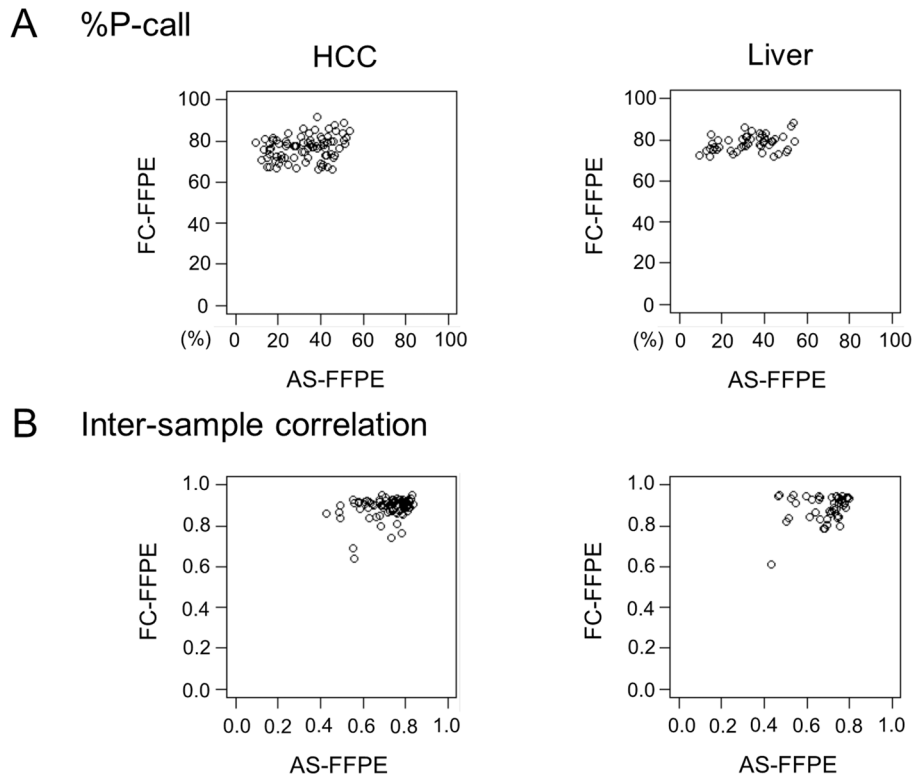 A %P-call
HCC Liver
100 100
80 80
60 60
40 40
20 20
0 0
(%) 0 20 40 60 80 100 (%) 0 20 40 60 80 100
FC-FFPE FC-FFPE
AS-FFPE AS-FFPE
B Inter-sample correlation
1.0 1.0
0.8 0.8
0.6 0.6
0.4 0.4
0.2 0.2
0.0 0.0
0.0 0.2 0.4 0.6 0.8 1.0 0.0 0.2 0.4 0.6 0.8 1.0
FC-FFPE FC-FFPE
AS-FFPE AS-FFPE